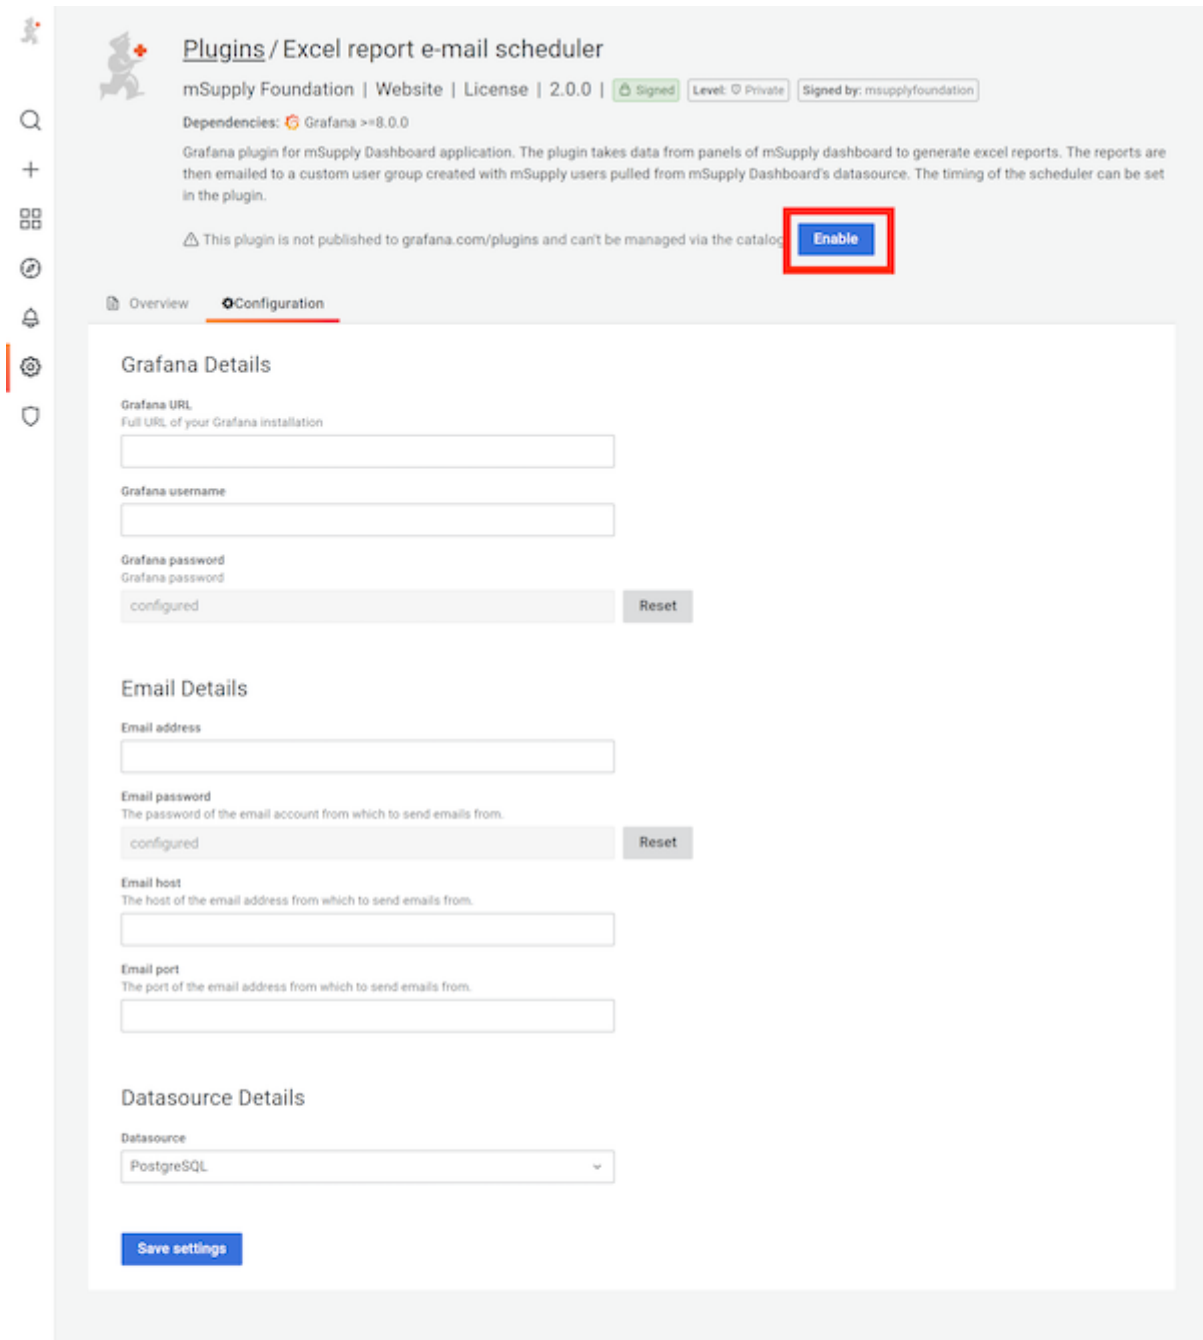 Plugins / Excel report e-mail scheduler
mSupply Foundation | Website | License | 2.0.0 | Signed Level: Private Signed by: msupplyfoundation
Dependencies: Grafana >=8.0.0
Grafana plugin for mSupply Dashboard application. The plugin takes data from panels of mSupply dashboard to generate excel reports. The reports are
then emailed to a custom user group created with mSupply users pulled from mSupply Dashboard's datasource. The timing of the scheduler can be set
in the plugin.
This plugin is not published to grafana.com/plugins and can't be managed via the catalog Enable
Overview Configuration
Grafana Details
Grafana URL
Full URL of your Grafana installation
Grafana username
Grafana password
Grafana password
configured Reset
Email Details
Email address
Email password
The password of the email account from which to send emails from.
configured Reset
Email host
The host of the email address from which to send emails from.
Email port
The port of the email address from which to send emails from.
Datasource Details
Datasource
PostgreSQL
Save settings